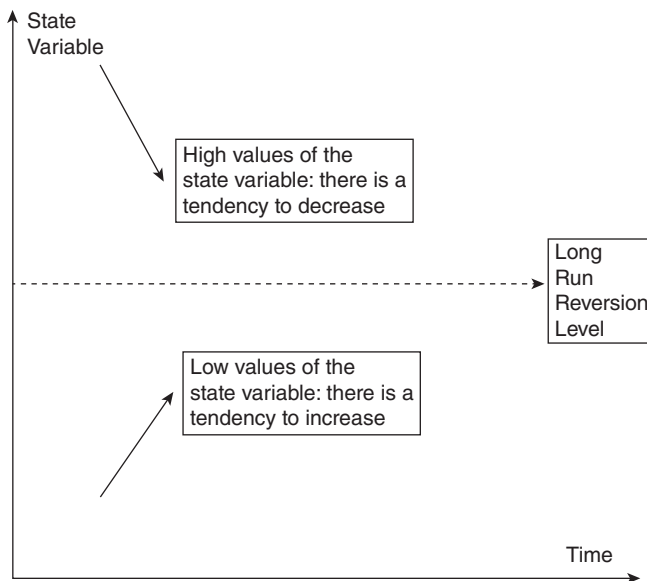 State
Variable
High values of the
state variable: there is a
tendency to decrease
Long
Run
Reversion
Level
Low values of the
state variable: there is a
tendency to increase
Time